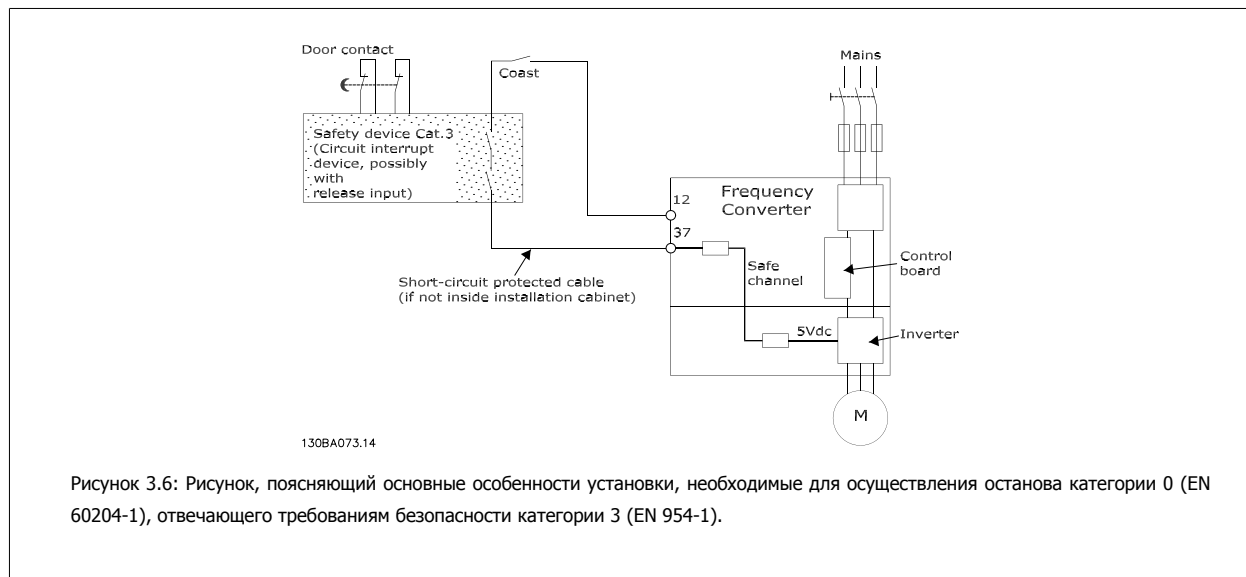 Door contact
Mains
Coast
Safety device Cat.3
(Circuit interrupt
device, possibly
with
release input)
12
Frequency
Converter
37
Safe
channel
Control
board
Short-circuit protected cable
(if not inside installation cabinet)
5Vdc
Inverter
M
130BA073.14
Рисунок 3.6: Рисунок, поясняющий основные особенности установки, необходимые для осуществления останова категории 0 (EN
60204-1), отвечающего требованиям безопасности категории 3 (EN 954-1).